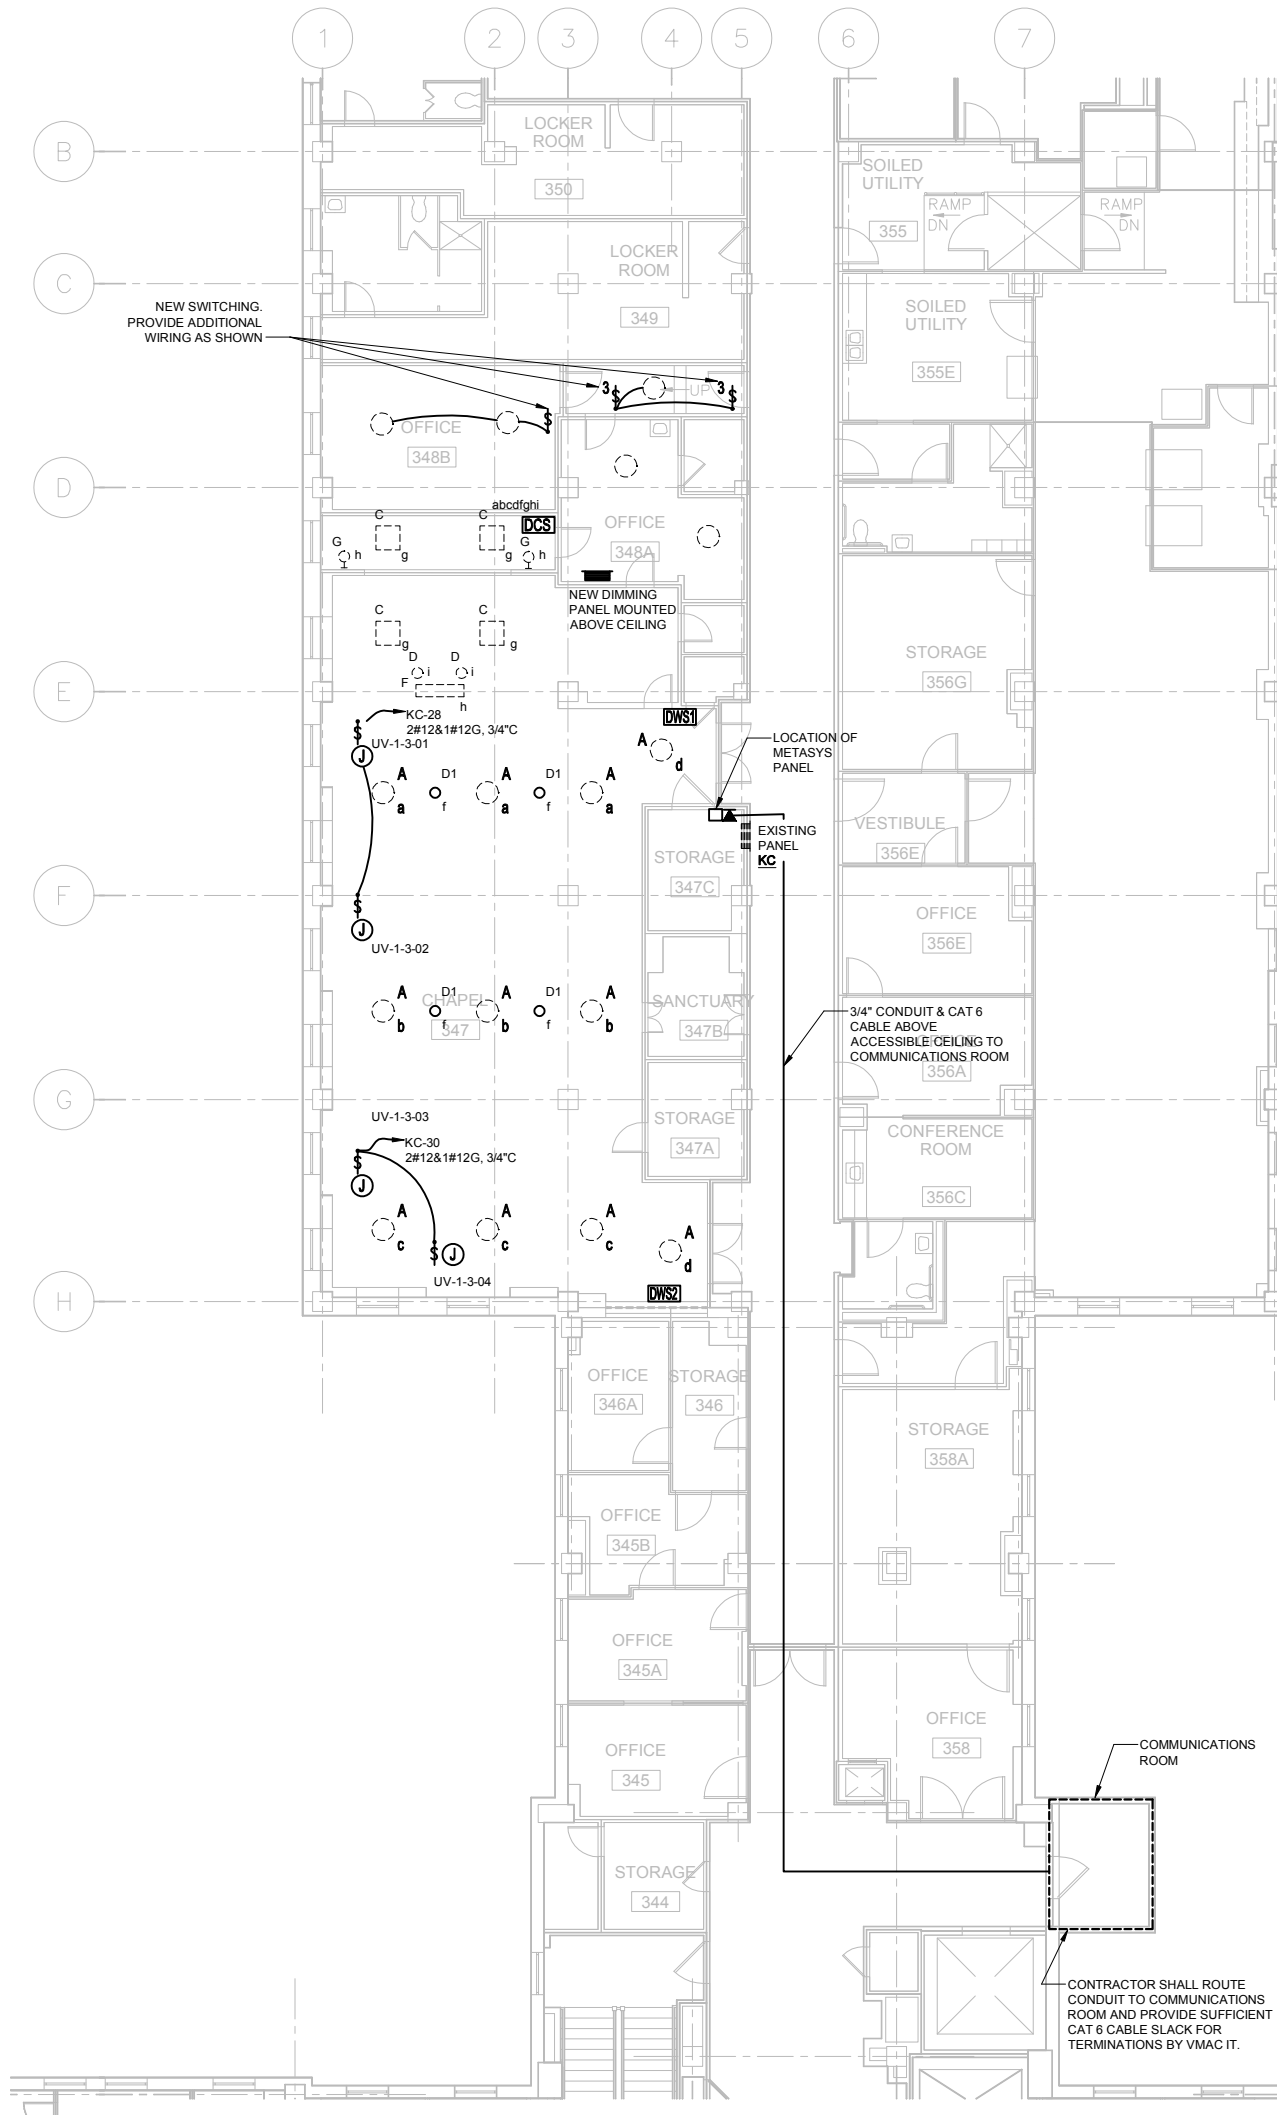 1
2
3
4
5
6
7
B
C
D
E
F
G
H
LOCKER
ROOM
350
SOILED
UTILITY
355
RAMP
DN
RAMP
DN
LOCKER
ROOM
349
SOILED
UTILITY
355E
NEW SWITCHING.
PROVIDE ADDITIONAL
WIRING AS SHOWN
3
$
UP
3
$
$
OFFICE
348B
abcdfghi
DCS
C
g
C
g
G
h
G
h
OFFICE
348A
NEW DIMMING
PANEL MOUNTED
ABOVE CEILING
C
g
C
g
D
i
D
i
F
h
STORAGE
356G
KC-28
2#12&1#12G, 3/4"C
$
J
UV-1-3-01
DWS1
A
d
LOCATION OF
METASYS
PANEL
A
a
D1
f
A
a
D1
f
A
a
EXISTING
PANEL
KC
VESTIBULE
356E
STORAGE
347C
$
J
UV-1-3-02
OFFICE
356E
CHAPEL
347
A
b
D1
f
A
b
D1
f
A
b
SANCTUARY
347B
3/4" CONDUIT & CAT 6
CABLE ABOVE
ACCESSIBLE CEILING TO
COMMUNICATIONS ROOM
OFFICE
356A
UV-1-3-03
KC-30
2#12&1#12G, 3/4"C
$
J
STORAGE
347A
CONFERENCE
ROOM
356C
A
c
A
c
A
c
A
d
$
J
UV-1-3-04
DWS2
OFFICE
346A
STORAGE
346
STORAGE
358A
OFFICE
345B
OFFICE
345A
OFFICE
358
OFFICE
345
COMMUNICATIONS
ROOM
STORAGE
344
CONTRACTOR SHALL ROUTE
CONDUIT TO COMMUNICATIONS
ROOM AND PROVIDE SUFFICIENT
CAT 6 CABLE SLACK FOR
TERMINATIONS BY VMAC IT.